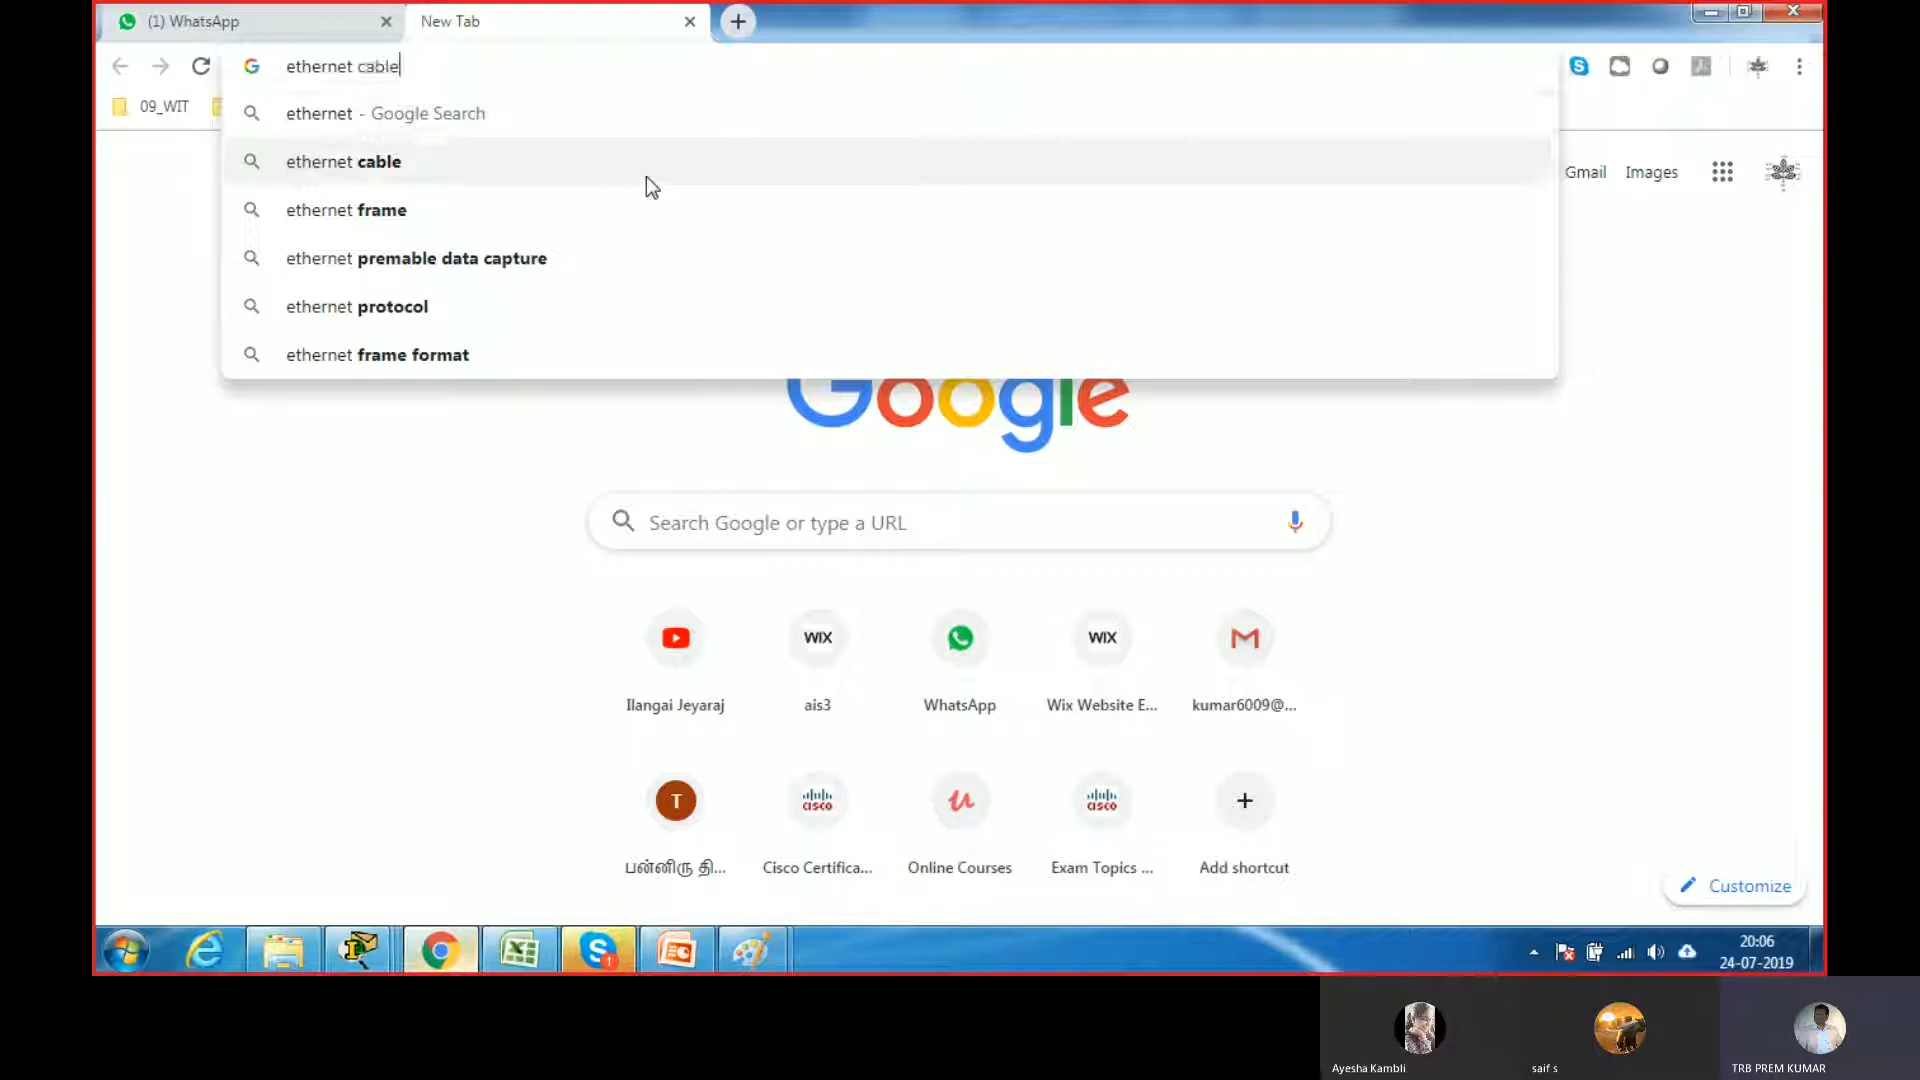 (1) WhatsApp
New Tab
ethernet cable
09_WIT
ethernet - Google Search
ethernet cable
ethernet frame
ethernet premable data capture
ethernet protocol
ethernet frame format
Gmail Images
Google
Search Google or type a URL
WIX
WIX
Ilangai Jeyaraj
ais3
WhatsApp
Wix Website E...
kumar6009@...
T
cisco
cisco
பன்னிரு தி...
Cisco Certifica...
Online Courses
Exam Topics ...
Add shortcut
Customize
1
20:06
24-07-2019
Ayesha Kambli
saif s
TRB PREM KUMAR